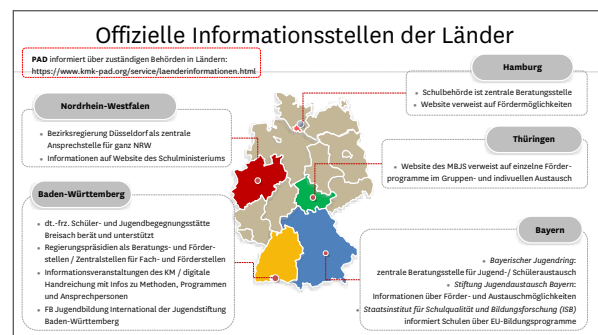 Offizielle Informationsstellen der Länder
PAD informiert über zuständigen Behörden in Ländern:
https://www.kmk-pad.org/service/laenderinformationen.html
Hamburg
• Schulbehörde ist zentrale Beratungsstelle
• Website verweist auf Fördermöglichkeiten
Nordrhein-Westfalen
• Bezirksregierung Düsseldorf als zentrale
Ansprechstelle für ganz NRW
• Informationen auf Website des Schulministeriums
Thüringen
• Website des MBJS verweist auf einzelne Förder-
programme im Gruppen- und indivuellen Austausch
Baden-Württemberg
• dt.-frz. Schüler- und Jugendbegegnungsstätte
Breisach berät und unterstützt
• Regierungspräsidien als Beratungs- und Förder-
stellen / Zentralstellen für Fach- und Förderstellen
• Informationsveranstaltungen des KM / digitale
Handreichung mit Infos zu Methoden, Programmen
und Ansprechpersonen
• FB Jugendbildung International der Jugendstiftung
Baden-Württemberg
Bayern
• Bayerischer Jugendring:
zentrale Beratungsstelle für Jugend-/ Schüleraustausch
• Stiftung Jugendaustausch Bayern:
Informationen über Förder- und Austauschmöglichkeiten
• Staatsinstitut für Schulqualität und Bildungsforschung (ISB)
informiert Schulen über EU-Bildungsprogramme